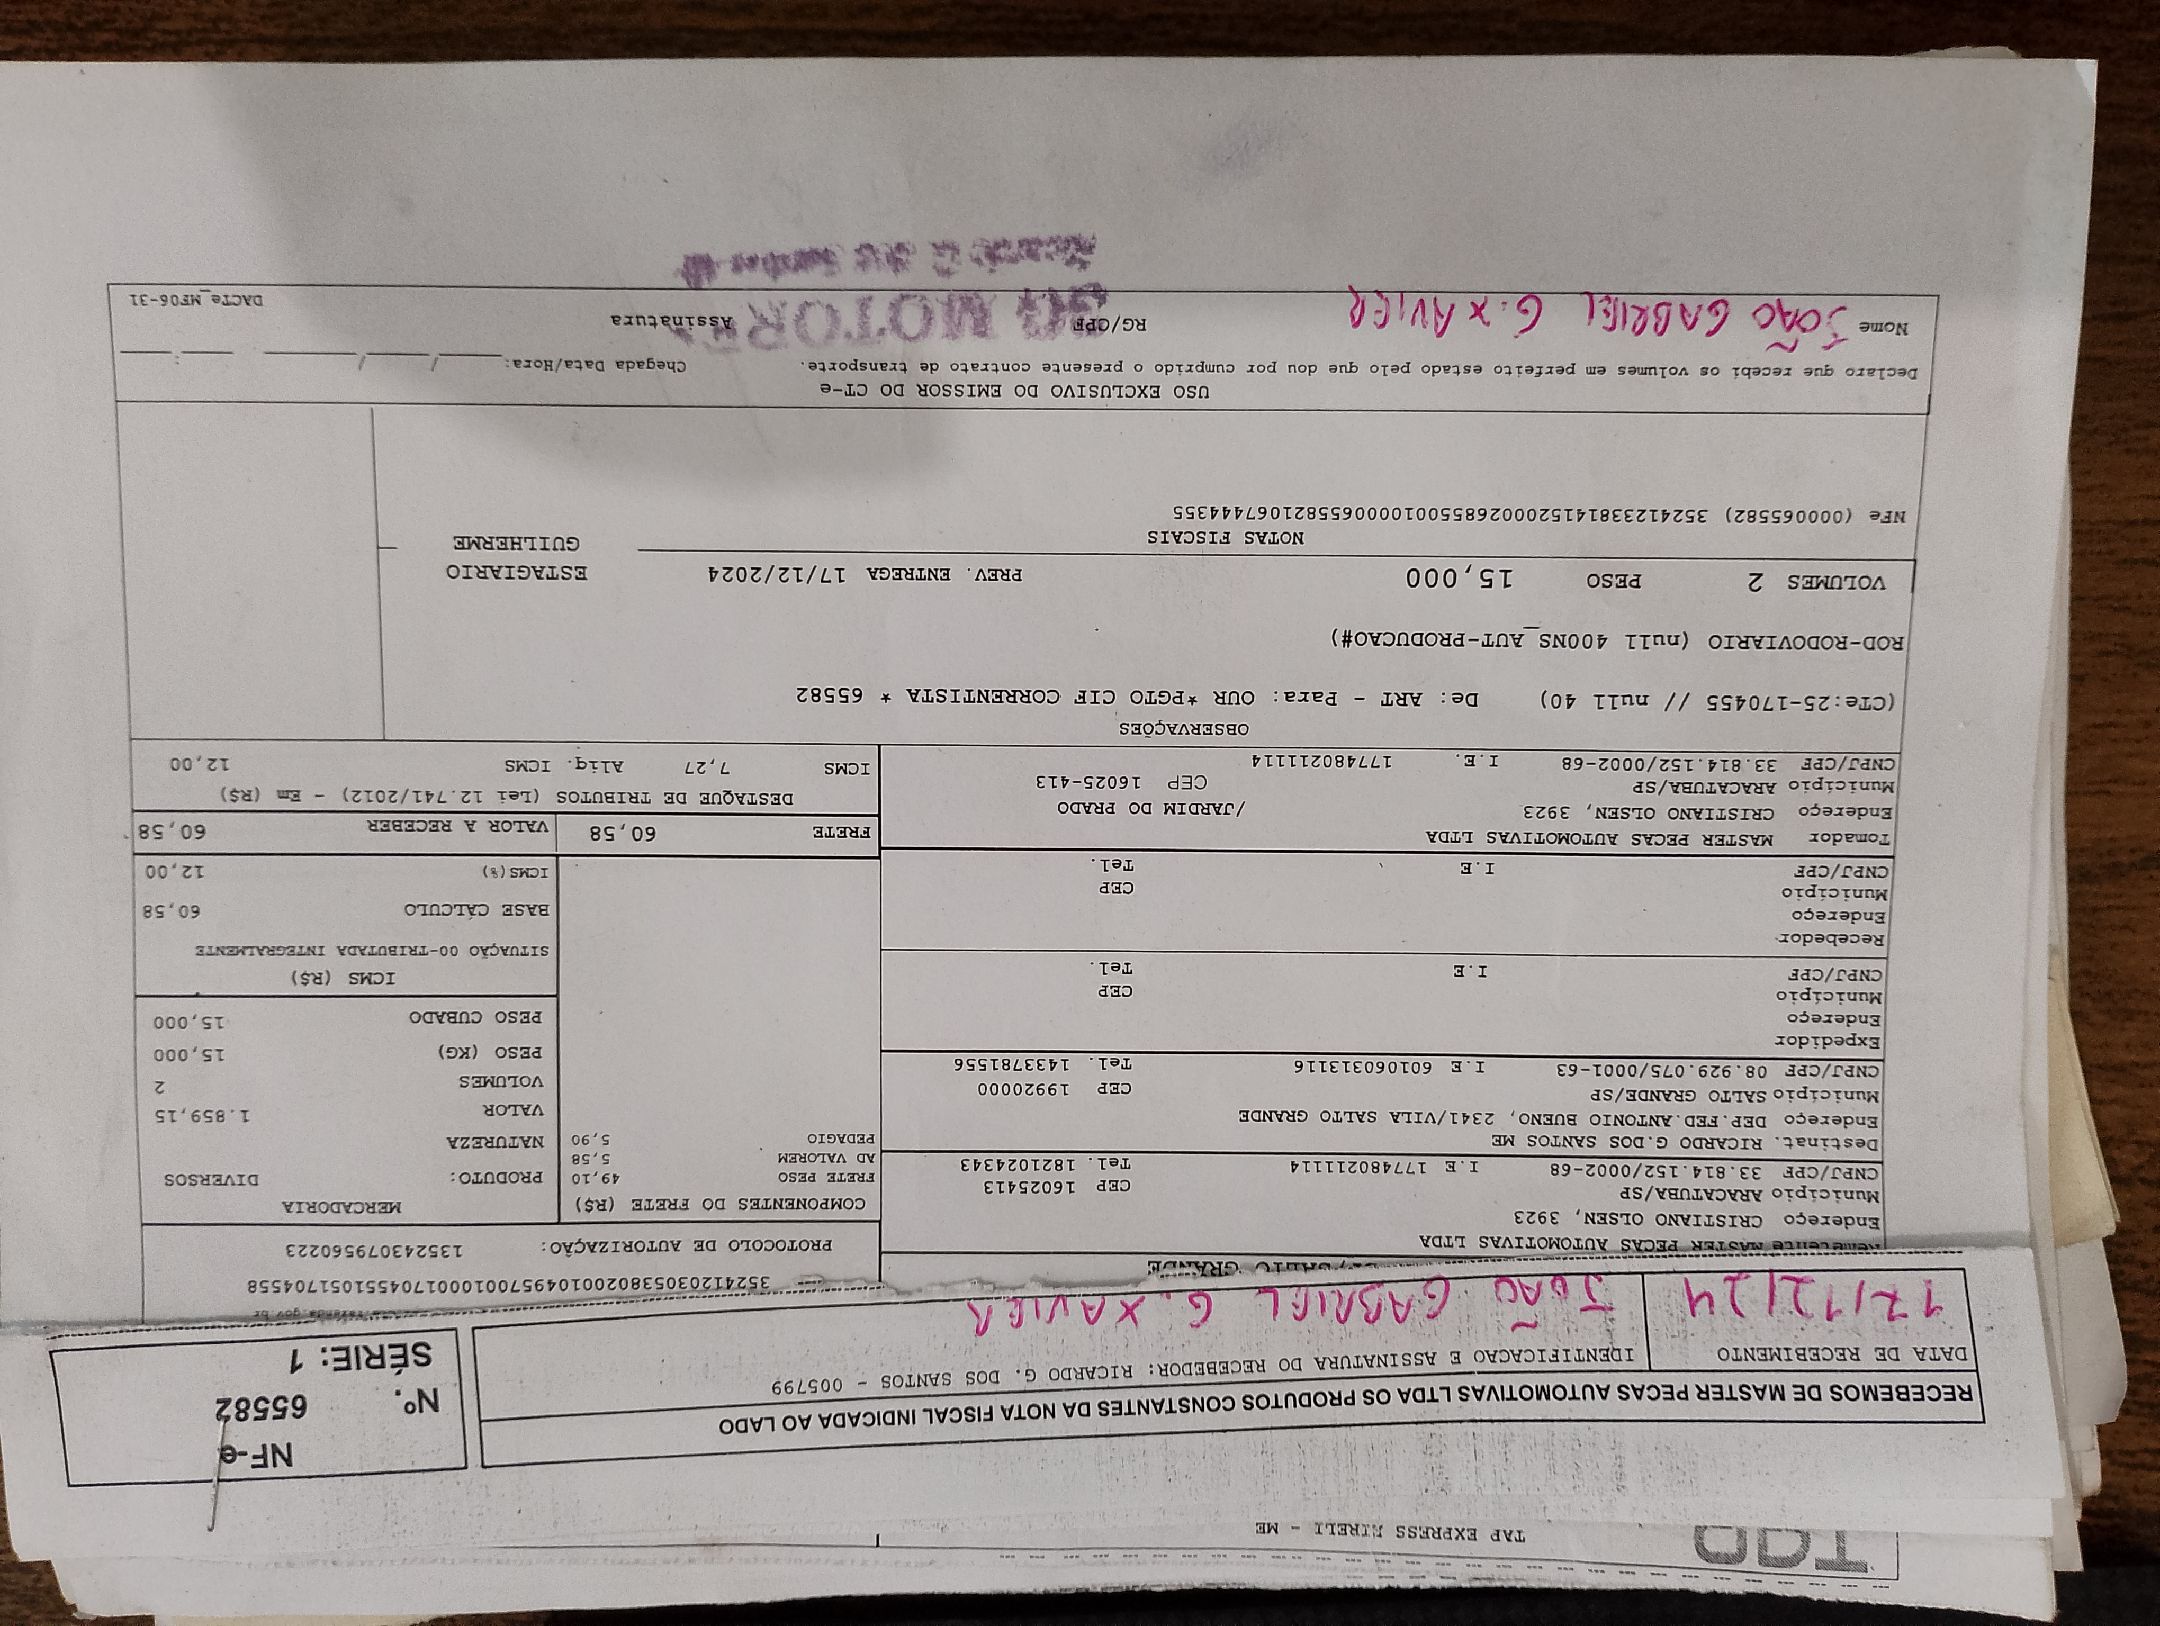 TAP EXPRESS EIRELI - ME
RECEBEMOS DE MASTER PECAS AUTOMOTIVAS LTDA OS PRODUTOS CONSTANTES DA NOTA FISCAL INDICADA AO LADO
DATA DE RECEBIMENTO
17/12/24
IDENTIFICACAO E ASSINATURA DO RECEBEDOR: RICARDO G. DOS SANTOS - 005799
JOÃO GABRIEL G. XAVIER
NF-e
Nº. 65582
SÉRIE: 1
SALTO GRANDE
Remetente MASTER PECAS AUTOMOTIVAS LTDA
Endereço CRISTIANO OLSEN, 3923
Município ARACATUBA/SP CEP 16025413
CNPJ/CPF 33.814.152/0002-68 I.E 177480211114 Tel. 1821024343
Destinat. RICARDO G.DOS SANTOS ME
Endereço DEP.FED.ANTONIO BUENO, 2341/VILA/SALTO GRANDE
Município SALTO GRANDE/SP CEP 19920000
CNPJ/CPF 08.929.075/0001-63 I.E 601060313116 Tel. 1433781556
Expedidor
Endereço
Município CEP
CNPJ/CPF I.E Tel.
Recebedor
Endereço
Município CEP
CNPJ/CPF I.E Tel.
Tomador MASTER PECAS AUTOMOTIVAS LTDA
Endereço CRISTIANO OLSEN, 3923 /JARDIM DO PRADO
Município ARACATUBA/SP CEP 16025-413
CNPJ/CPF 33.814.152/0002-68 I.E. 177480211114
PROTOCOLO DE AUTORIZAÇÃO: 135243079560223
COMPONENTES DO FRETE (R$)
FRETE PESO 49,10
AD VALOREM 5,58
PEDAGIO 5,90
MERCADORIA
PRODUTO: DIVERSOS
NATUREZA
VALOR 1.859,15
VOLUMES 2
PESO (KG) 15,000
PESO CUBADO 15,000
ICMS (R$)
SITUAÇÃO 00-TRIBUTADA INTEGRALMENTE
BASE CÁLCULO 60,58
ICMS(%) 12,00
FRETE 60,58 VALOR A RECEBER 60,58
DESTAQUE DE TRIBUTOS (Lei 12.741/2012) - Em (R$)
ICMS 7,27 Aliq. ICMS 12,00
OBSERVAÇÕES
(CTe:25-170455 // null 40) De: ART - Para: OUR *PGTO CIF CORRENTISTA * 65582
ROD-RODOVIARIO (null 400NS_AUT-PRODUCAO#)
VOLUMES 2 PESO 15,000 PREV. ENTREGA 17/12/2024
ESTAGIARIO
GUILHERME
NOTAS FISCAIS
NFe (000065582) 35241233814152000268550010000655821067444355
USO EXCLUSIVO DO EMISSOR DO CT-e
Declaro que recebi os volumes em perfeito estado pelo que dou por cumprido o presente contrato de transporte. Chegada Data/Hora: ____/____/____ ___:___
Nome JOÃO GABRIEL G. XAVIER RG/CPF Assinatura
DACTe_MF06-31